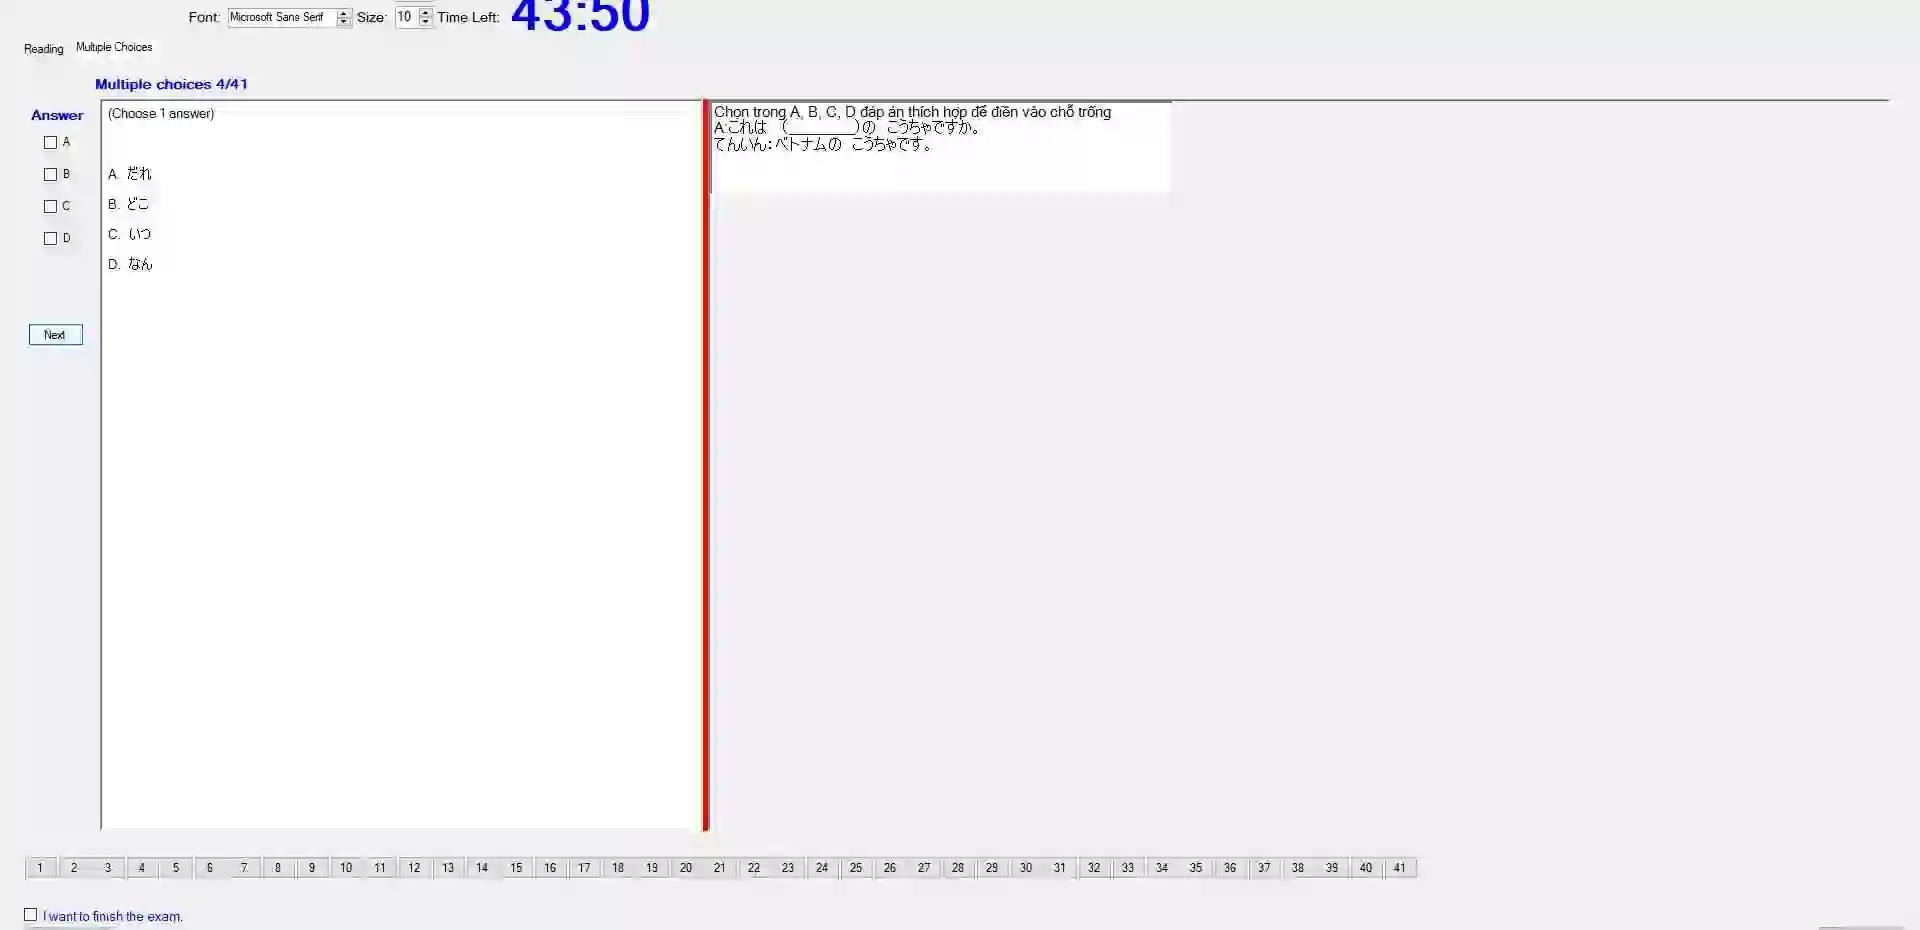 Font: Microsoft Sans Serif Size: 10 Time Left: 43:50
Reading Multiple Choices
Multiple choices 4/41
Answer
A
B
C
D
Next
(Choose 1 answer)
A. だれ
B. どこ
C. いつ
D. なん
Chọn trong A, B, C, D đáp án thích hợp để điền vào chỗ trống
A:これは (________)の こうちゃですか。
てんいん:ベトナムの こうちゃです。
1 2 3 4 5 6 7 8 9 10 11 12 13 14 15 16 17 18 19 20 21 22 23 24 25 26 27 28 29 30 31 32 33 34 35 36 37 38 39 40 41
I want to finish the exam.